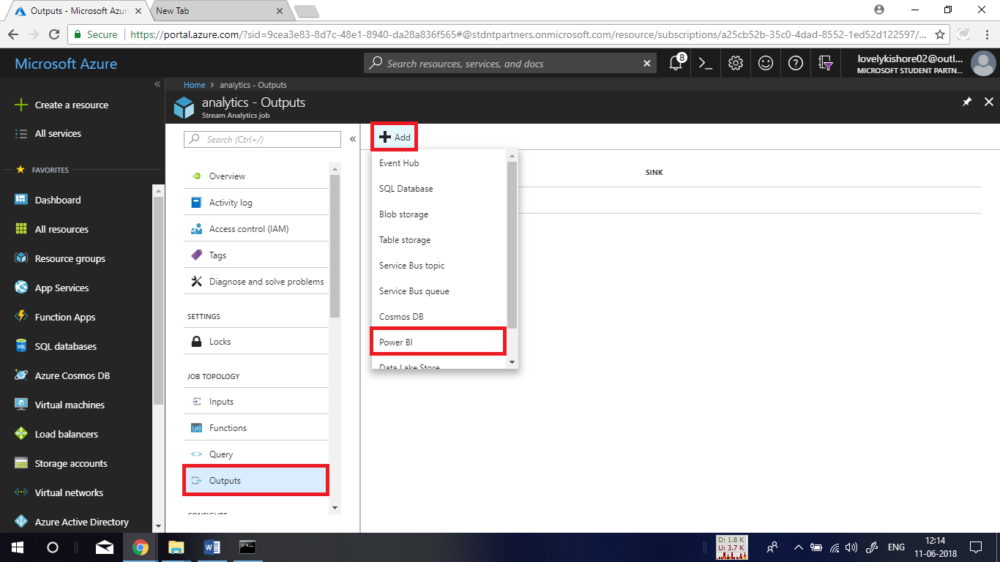 Outputs - Microsoft Azur
New Tab
Secure
https://portal.azure.com/?sid=9cea3e83-8d7c-48e1-8940-da28a836f565#@stdntpartners.onmicrosoft.com/resource/subscriptions/a25cb52b-35c0-4dad-8552-1ed52d122597/...
Microsoft Azure
Search resources, services, and docs
8
lovelykishore02@outl...
MICROSOFT STUDENT PARTN...
Create a resource
All services
FAVORITES
Dashboard
All resources
Resource groups
App Services
Function Apps
SQL databases
Azure Cosmos DB
Virtual machines
Load balancers
Storage accounts
Virtual networks
Azure Active Directory
Home > analytics - Outputs
analytics - Outputs
Stream Analytics job
Search (Ctrl+/)
Overview
Activity log
Access control (IAM)
Tags
Diagnose and solve problems
SETTINGS
Locks
JOB TOPOLOGY
Inputs
Functions
Query
Outputs
CONFIGURE
Add
Event Hub
SQL Database
Blob storage
Table storage
Service Bus topic
Service Bus queue
Cosmos DB
Power BI
Data Lake Store
SINK
D: 1.8 K
U: 3.7 K
ENG
12:14
11-06-2018